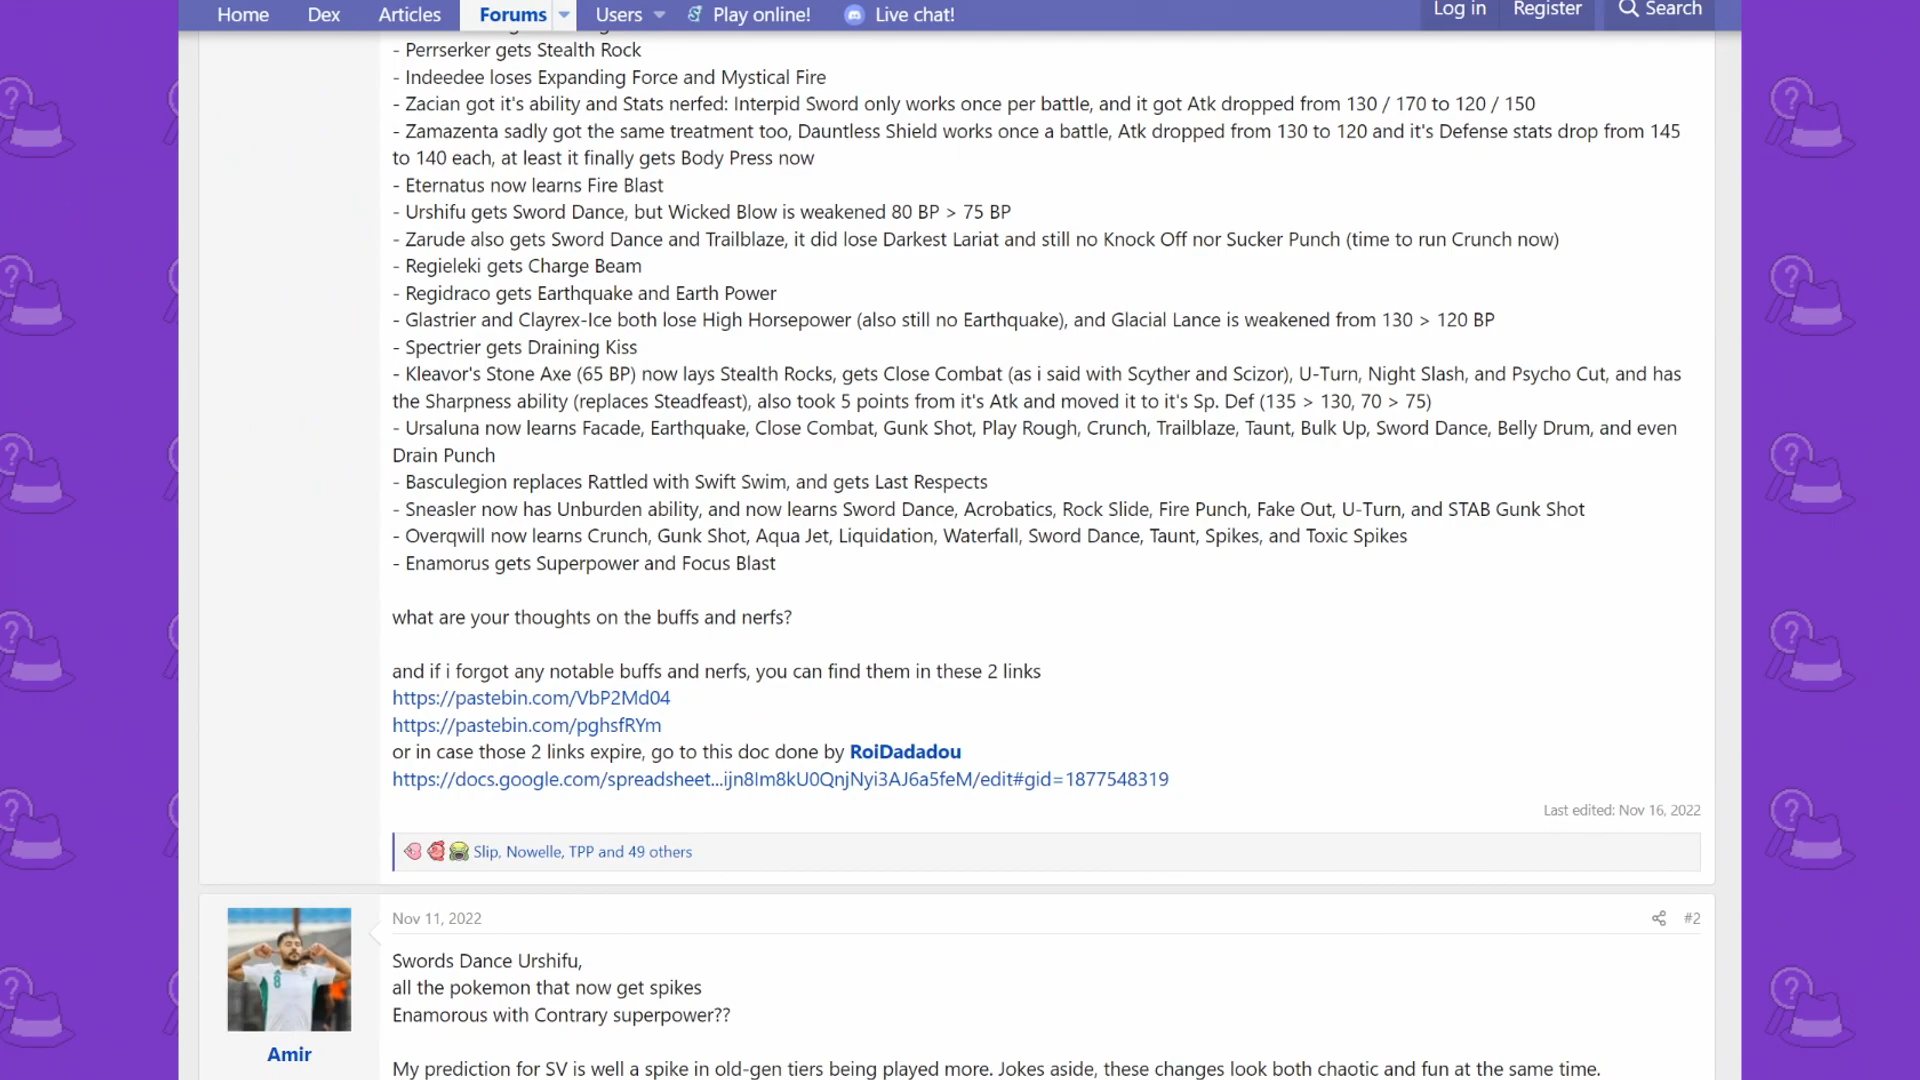 Home Dex Articles Forums Users Play online! Live chat! Log in Register Search
- Perrserker gets Stealth Rock
- Indeedee loses Expanding Force and Mystical Fire
- Zacian got it's ability and Stats nerfed: Interpid Sword only works once per battle, and it got Atk dropped from 130 / 170 to 120 / 150
- Zamazenta sadly got the same treatment too, Dauntless Shield works once a battle, Atk dropped from 130 to 120 and it's Defense stats drop from 145
to 140 each, at least it finally gets Body Press now
- Eternatus now learns Fire Blast
- Urshifu gets Sword Dance, but Wicked Blow is weakened 80 BP > 75 BP
- Zarude also gets Sword Dance and Trailblaze, it did lose Darkest Lariat and still no Knock Off nor Sucker Punch (time to run Crunch now)
- Regieleki gets Charge Beam
- Regidraco gets Earthquake and Earth Power
- Glastrier and Clayrex-Ice both lose High Horsepower (also still no Earthquake), and Glacial Lance is weakened from 130 > 120 BP
- Spectrier gets Draining Kiss
- Kleavor's Stone Axe (65 BP) now lays Stealth Rocks, gets Close Combat (as i said with Scyther and Scizor), U-Turn, Night Slash, and Psycho Cut, and has
the Sharpness ability (replaces Steadfeast), also took 5 points from it's Atk and moved it to it's Sp. Def (135 > 130, 70 > 75)
- Ursaluna now learns Facade, Earthquake, Close Combat, Gunk Shot, Play Rough, Crunch, Trailblaze, Taunt, Bulk Up, Sword Dance, Belly Drum, and even
Drain Punch
- Basculegion replaces Rattled with Swift Swim, and gets Last Respects
- Sneasler now has Unburden ability, and now learns Sword Dance, Acrobatics, Rock Slide, Fire Punch, Fake Out, U-Turn, and STAB Gunk Shot
- Overqwill now learns Crunch, Gunk Shot, Aqua Jet, Liquidation, Waterfall, Sword Dance, Taunt, Spikes, and Toxic Spikes
- Enamorus gets Superpower and Focus Blast
what are your thoughts on the buffs and nerfs?
and if i forgot any notable buffs and nerfs, you can find them in these 2 links
https://pastebin.com/VbP2Md04
https://pastebin.com/pghsfRYm
or in case those 2 links expire, go to this doc done by RoiDadadou
https://docs.google.com/spreadsheet...ijn8Im8kU0QnjNyi3AJ6a5feM/edit#gid=1877548319
Last edited: Nov 16, 2022
Slip, Nowelle, TPP and 49 others
Nov 11, 2022 #2
Swords Dance Urshifu,
all the pokemon that now get spikes
Enamorous with Contrary superpower??
Amir
My prediction for SV is well a spike in old-gen tiers being played more. Jokes aside, these changes look both chaotic and fun at the same time.